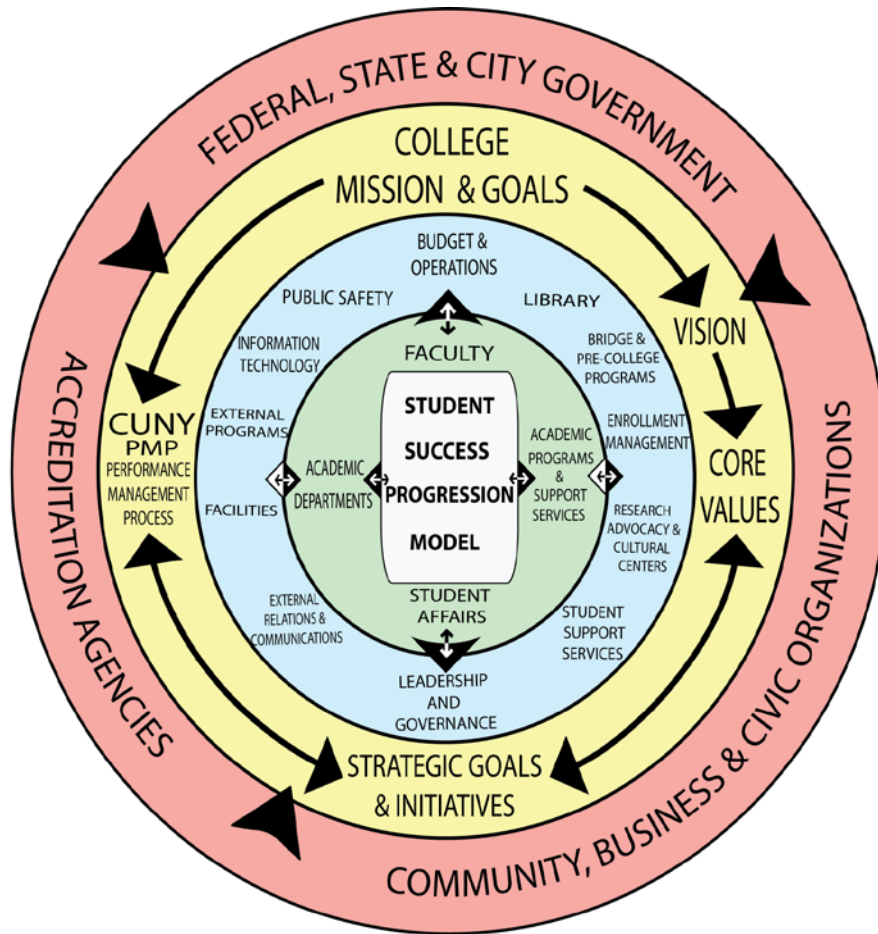 FEDERAL, STATE & CITY GOVERNMENT
COLLEGE
MISSION & GOALS
BUDGET &
OPERATIONS
PUBLIC SAFETY
LIBRARY
INFORMATION
TECHNOLOGY
BRIDGE &
PRE-COLLEGE
PROGRAMS
VISION
FACULTY
EXTERNAL
PROGRAMS
ENROLLMENT
MANAGEMENT
ACCREDITATION AGENCIES
CUNY
PMP
PERFORMANCE
MANAGEMENT
PROCESS
STUDENT
SUCCESS
PROGRESSION
MODEL
ACADEMIC
DEPARTMENTS
ACADEMIC
PROGRAMS
&
SUPPORT
SERVICES
CORE
VALUES
FACILITIES
RESEARCH
ADVOCACY &
CULTURAL
CENTERS
STUDENT
AFFAIRS
EXTERNAL
RELATIONS &
COMMUNICATIONS
STUDENT
SUPPORT
SERVICES
LEADERSHIP
AND
GOVERNANCE
STRATEGIC GOALS
& INITIATIVES
COMMUNITY, BUSINESS & CIVIC ORGANIZATIONS